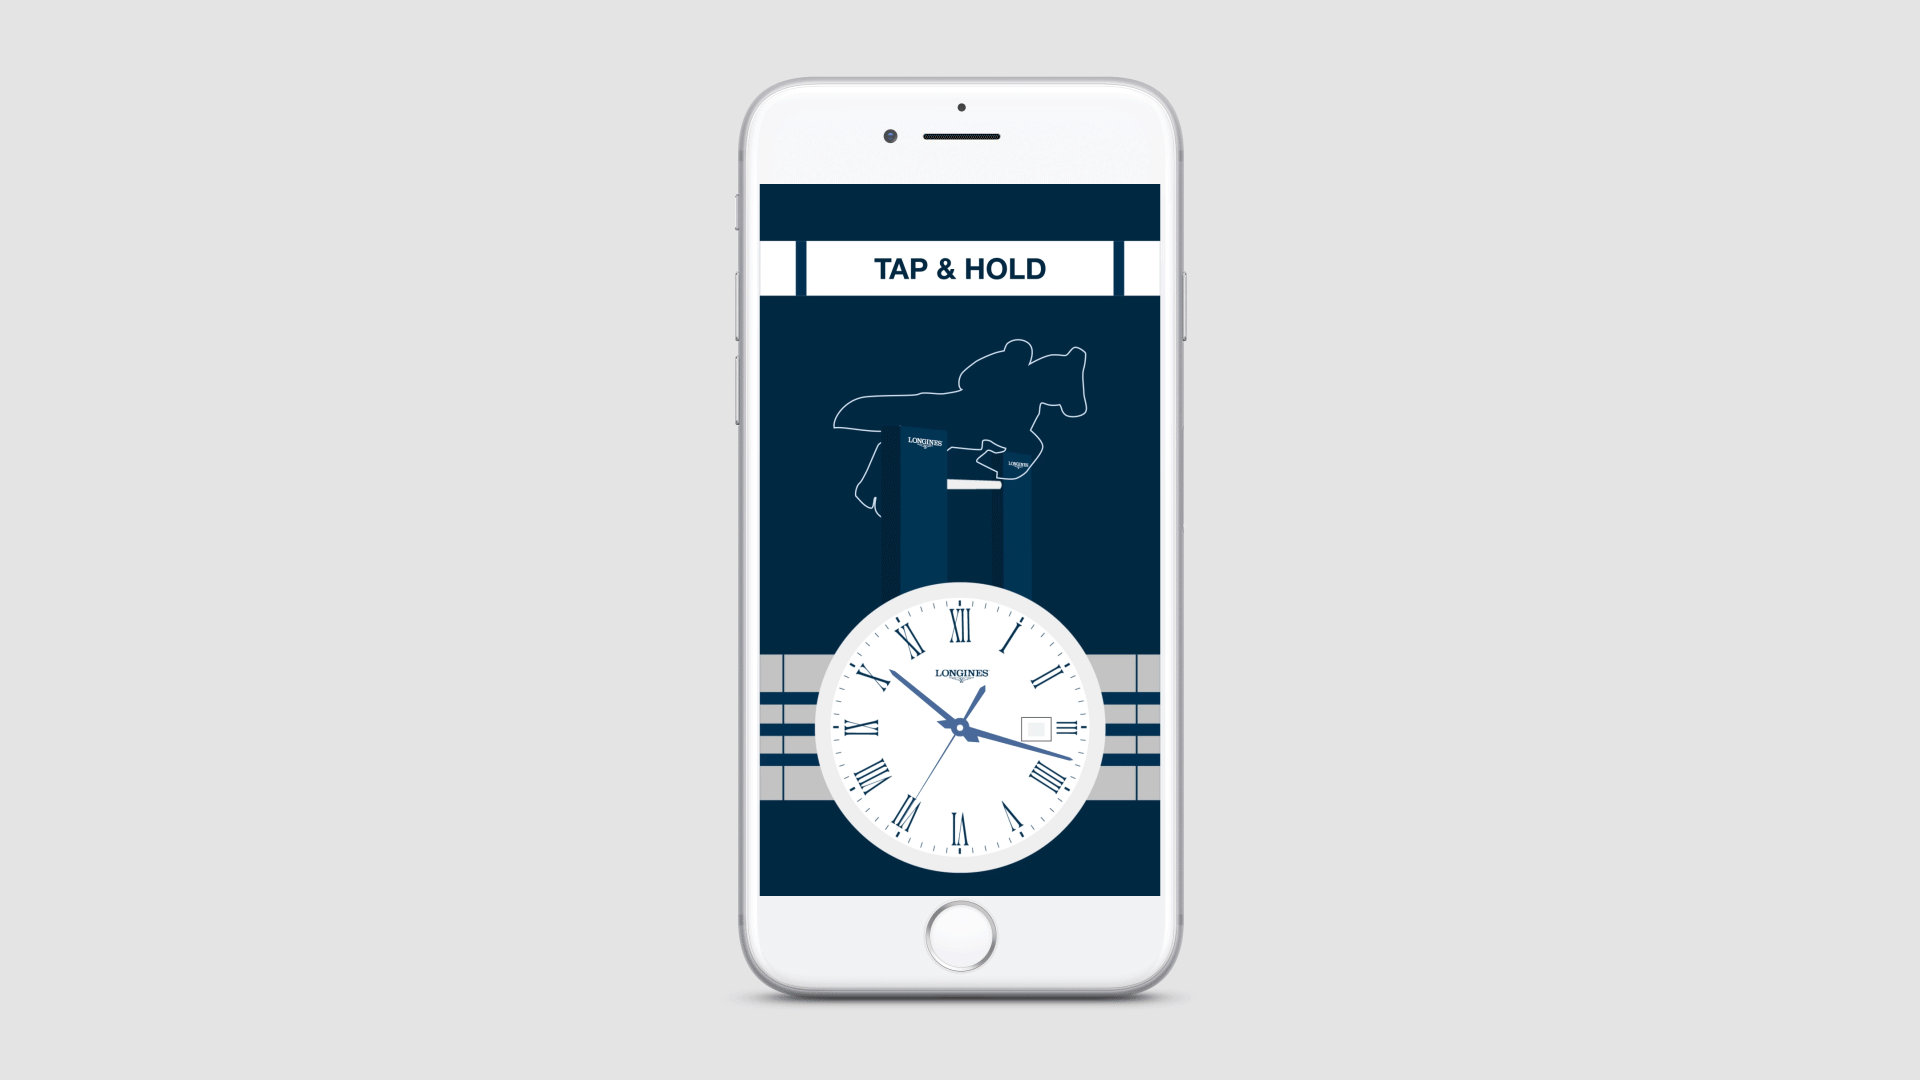 TAP & HOLD
LONGINES
LONGINES
XII
XI
I
LONGINES
X
II
IX
III
VIII
IIII
VII
V
VI